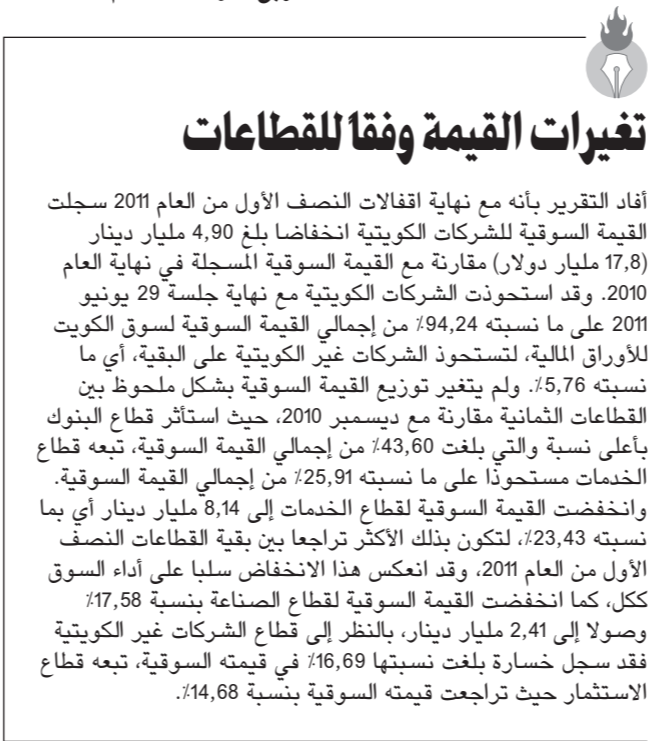 تغيرات القيمة وفقاً للقطاعات
أفاد التقرير بأنه مع نهاية اقفالات النصف الأول من العام 2011 سجلت
القيمة السوقية للشركات الكويتية انخفاضا بلغ 4,90 مليار دينار
(17,8 مليار دولار) مقارنة مع القيمة السوقية المسجلة في نهاية العام
2010. وقد استحوذت الشركات الكويتية مع نهاية جلسة 29 يونيو
2011 على ما نسبته 94,24٪ من إجمالي القيمة السوقية لسوق الكويت
للأوراق المالية، لتستحوذ الشركات غير الكويتية على البقية، أي ما
نسبته 5,76٪. ولم يتغير توزيع القيمة السوقية بشكل ملحوظ بين
القطاعات الثمانية مقارنة مع ديسمبر 2010، حيث استأثر قطاع البنوك
بأعلى نسبة والتي بلغت 43,60٪ من إجمالي القيمة السوقية، تبعه قطاع
الخدمات مستحوذا على ما نسبته 25,91٪ من إجمالي القيمة السوقية.
وانخفضت القيمة السوقية لقطاع الخدمات إلى 8,14 مليار دينار أي بما
نسبته 23,43٪، لتكون بذلك الأكثر تراجعا بين بقية القطاعات النصف
الأول من العام 2011، وقد انعكس هذا الانخفاض سلبا على أداء السوق
ككل، كما انخفضت القيمة السوقية لقطاع الصناعة بنسبة 17,58٪
وصولا إلى 2,41 مليار دينار، بالنظر إلى قطاع الشركات غير الكويتية
فقد سجل خسارة بلغت نسبتها 16,69٪ في قيمته السوقية، تبعه قطاع
الاستثمار حيث تراجعت قيمته السوقية بنسبة 14,68٪.